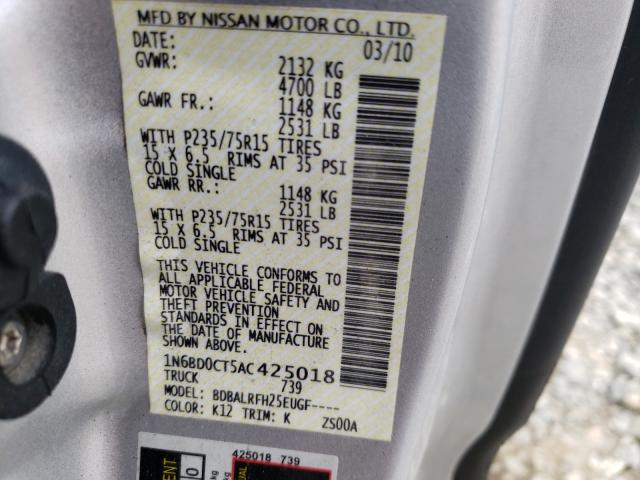 MFD BY NISSAN MOTOR CO., LTD.
DATE: 03/10
GVWR: 2132 KG
4700 LB
GAWR FR.: 1148 KG
2531 LB
WITH P235/75R15 TIRES
15 X 6.5 RIMS AT 35 PSI
COLD SINGLE
GAWR RR.: 1148 KG
2531 LB
WITH P235/75R15 TIRES
15 X 6.5 RIMS AT 35 PSI
COLD SINGLE
THIS VEHICLE CONFORMS TO
ALL APPLICABLE FEDERAL
MOTOR VEHICLE SAFETY AND
THEFT PREVENTION
STANDARDS IN EFFECT ON
THE DATE OF MANUFACTURE
SHOWN ABOVE.
1N6BD0CT5AC425018
TRUCK 739
MODEL: BDBALRFH25EUGF----
COLOR: K12 TRIM: K ZS00A
425018 739